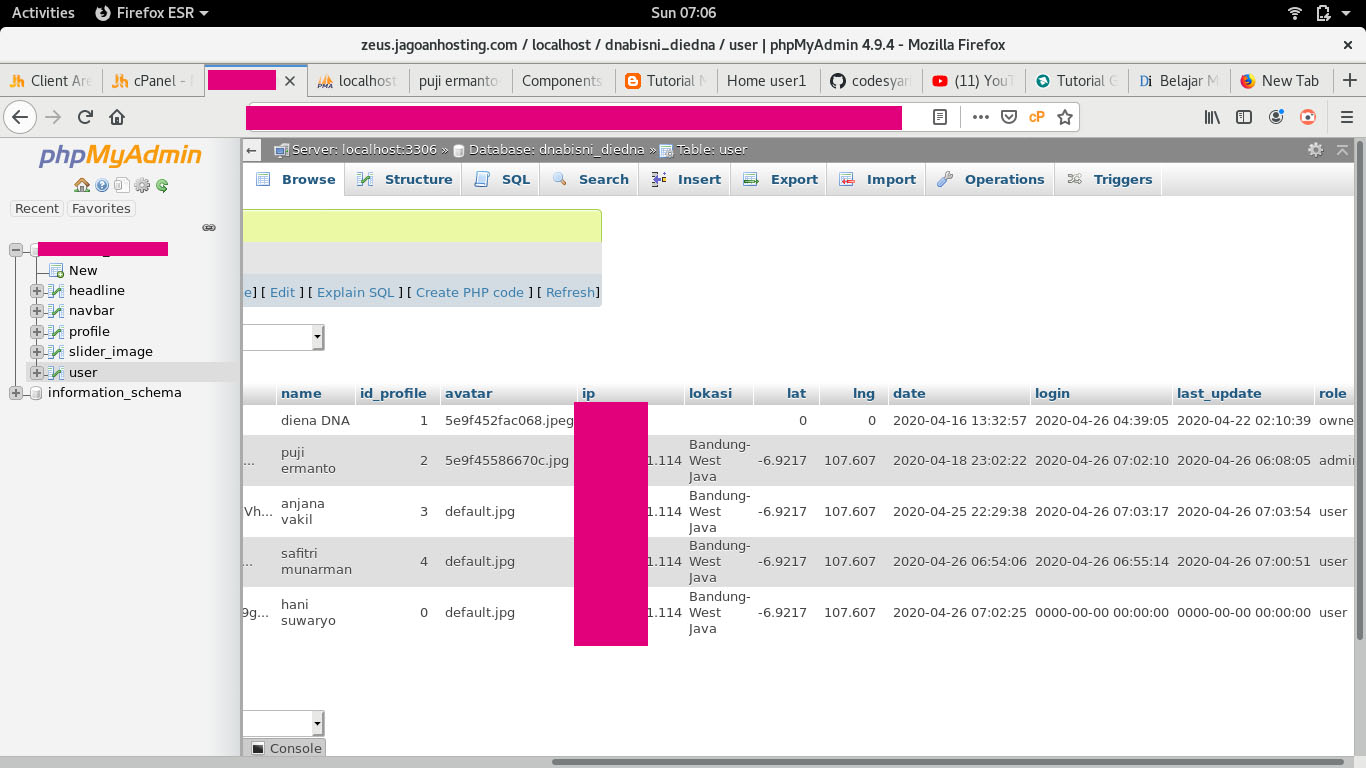 Activities Firefox ESR Sun 07:06
zeus.jagoanhosting.com / localhost / dnabisni_diedna / user | phpMyAdmin 4.9.4 - Mozilla Firefox
Client Are cPanel - localhost puji ermanto Components Tutorial Home user1 codesyar (11) YouT Tutorial G Belajar M New Tab
cP
phpMyAdmin
Server: localhost:3306 » Database: dnabisni_diedna » Table: user
Browse Structure SQL Search Insert Export Import Operations Triggers
Recent Favorites
New
headline
navbar
profile
slider_image
user
information_schema
e] [ Edit ] [ Explain SQL ] [ Create PHP code ] [ Refresh]
name id_profile avatar ip lokasi lat lng date login last_update role
diena DNA 1 5e9f452fac068.jpeg 0 0 2020-04-16 13:32:57 2020-04-26 04:39:05 2020-04-22 02:10:39 owne
... puji ermanto 2 5e9f45586670c.jpg 1.114 Bandung-West Java -6.9217 107.607 2020-04-18 23:02:22 2020-04-26 07:02:10 2020-04-26 06:08:05 admin
Vh... anjana vakil 3 default.jpg 1.114 Bandung-West Java -6.9217 107.607 2020-04-25 22:29:38 2020-04-26 07:03:17 2020-04-26 07:03:54 user
... safitri munarman 4 default.jpg 1.114 Bandung-West Java -6.9217 107.607 2020-04-26 06:54:06 2020-04-26 06:55:14 2020-04-26 07:00:51 user
9g... hani suwaryo 0 default.jpg 1.114 Bandung-West Java -6.9217 107.607 2020-04-26 07:02:25 0000-00-00 00:00:00 0000-00-00 00:00:00 user
Console